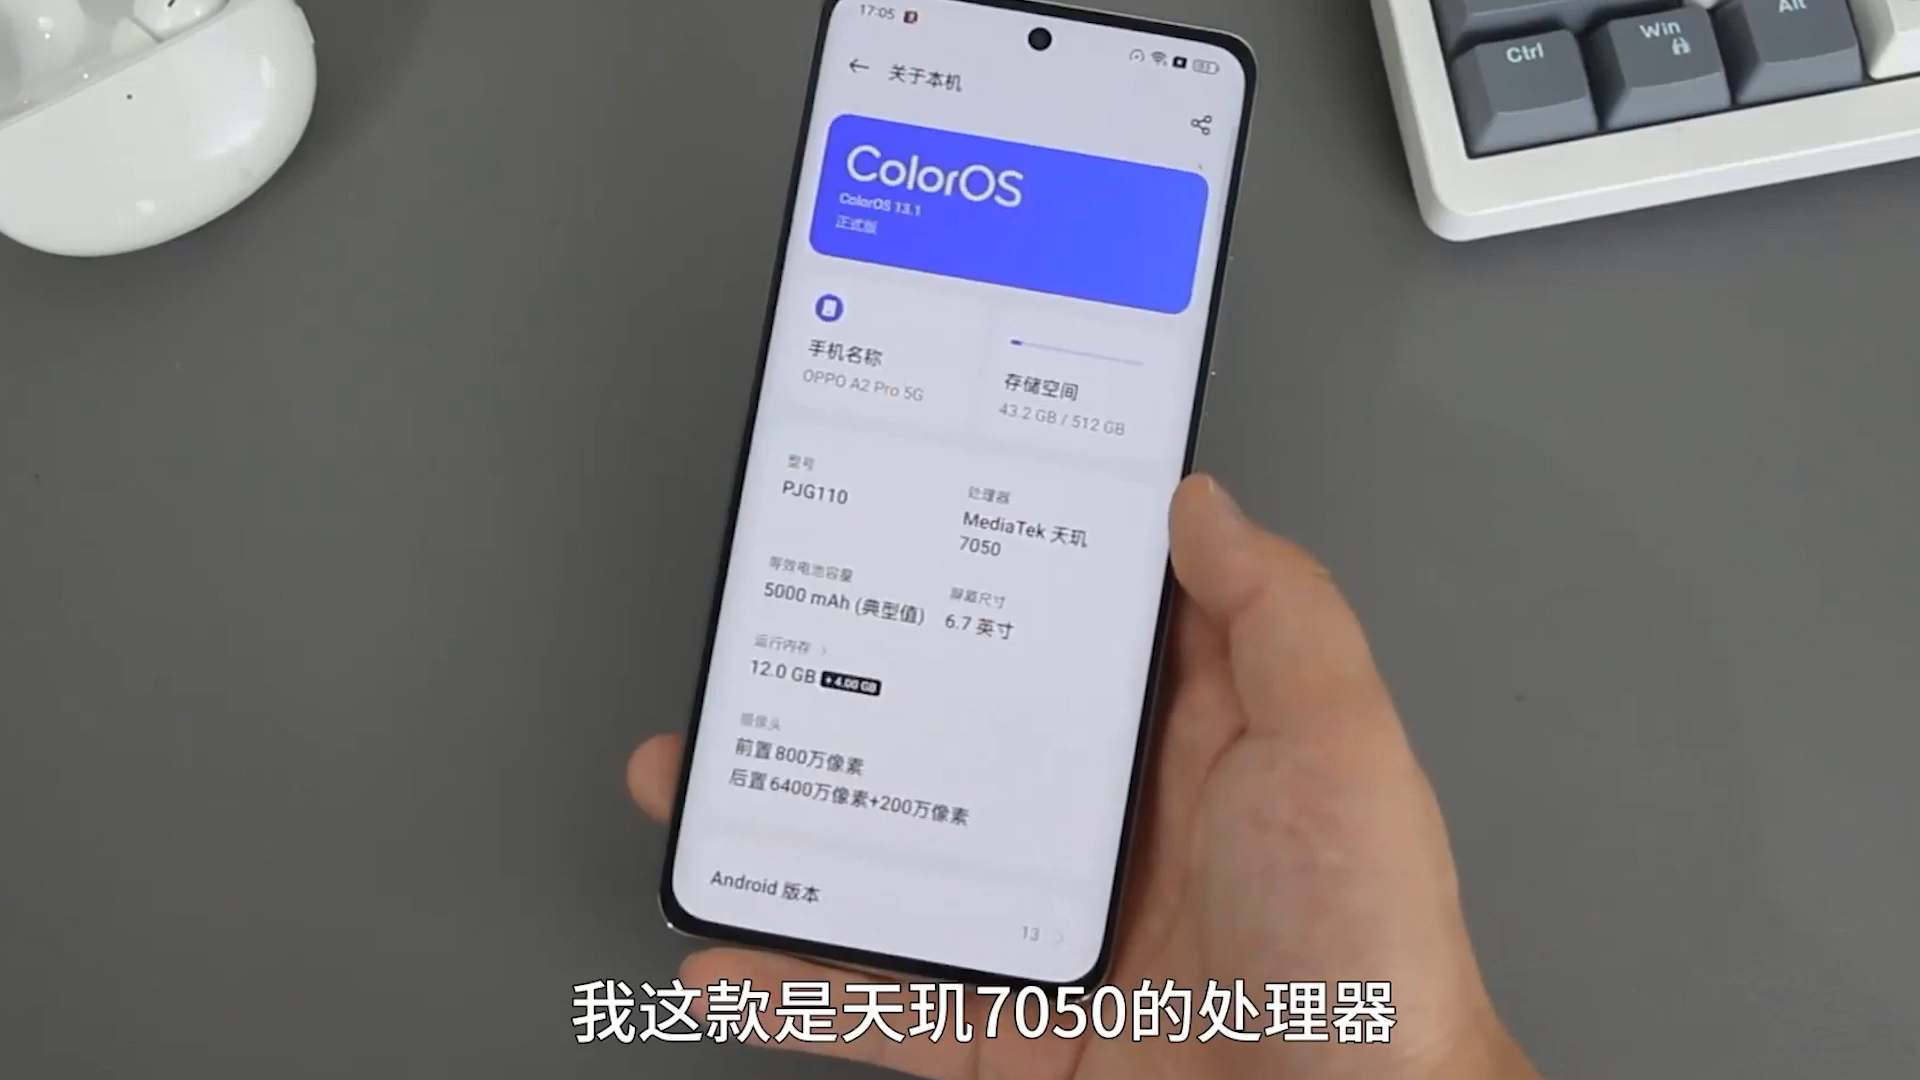 17:05
关于本机
ColorOS
ColorOS 13.1
正式版
手机名称
OPPO A2 Pro 5G
存储空间
43.2 GB / 512 GB
型号
PJG110
处理器
MediaTek 天玑
7050
等效电池容量
5000 mAh (典型值)
屏幕尺寸
6.7 英寸
运行内存
12.0 GB + 4.00 GB
摄像头
前置800万像素
后置6400万像素+200万像素
Android 版本
13
Ctrl
Win
Alt
我这款是天玑7050的处理器